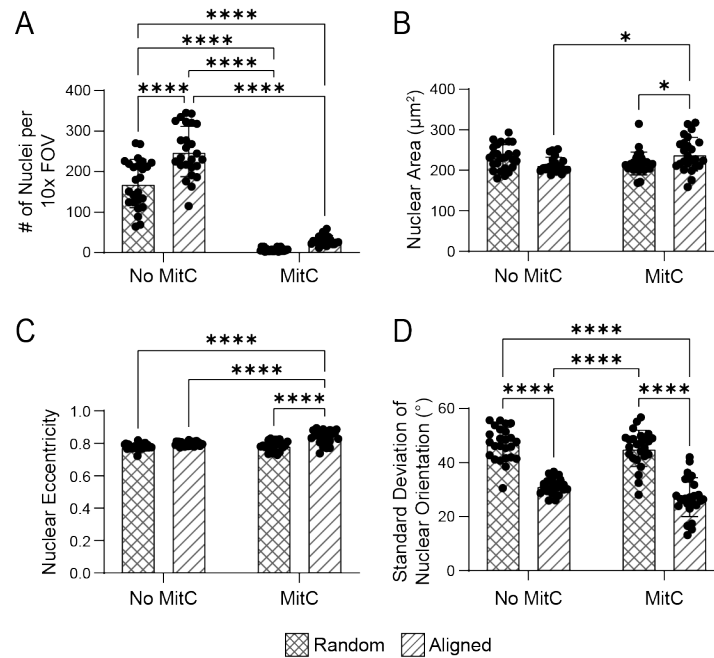 A
****
****
****
****
****
# of Nuclei per
10x FOV
400
300
200
100
0
No MitC
MitC
B
*
*
Nuclear Area (µm²)
400
300
200
100
0
No MitC
MitC
C
****
****
****
Nuclear Eccentricity
1.0
0.8
0.6
0.4
0.2
0.0
No MitC
MitC
D
****
****
****
****
Standard Deviation of
Nuclear Orientation (°)
60
40
20
0
No MitC
MitC
Random
Aligned